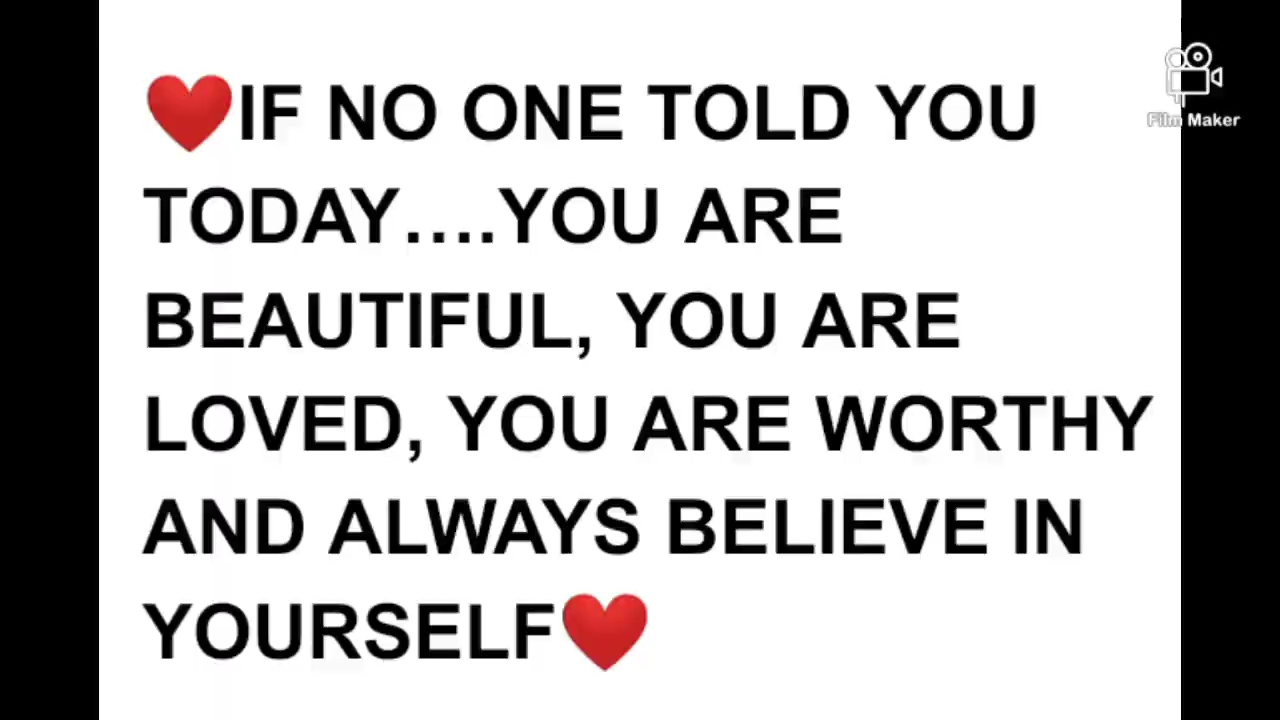 ❤️IF NO ONE TOLD YOU
TODAY....YOU ARE
BEAUTIFUL, YOU ARE
LOVED, YOU ARE WORTHY
AND ALWAYS BELIEVE IN
YOURSELF❤️
Film Maker